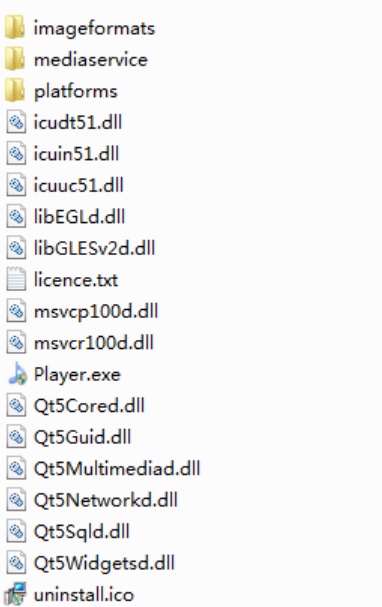 imageformats
mediaservice
platforms
icudt51.dll
icuin51.dll
icuuc51.dll
libEGLd.dll
libGLESv2d.dll
licence.txt
msvcp100d.dll
msvcr100d.dll
Player.exe
Qt5Cored.dll
Qt5Guid.dll
Qt5Multimediad.dll
Qt5Networkd.dll
Qt5Sqld.dll
Qt5Widgetsd.dll
uninstall.ico